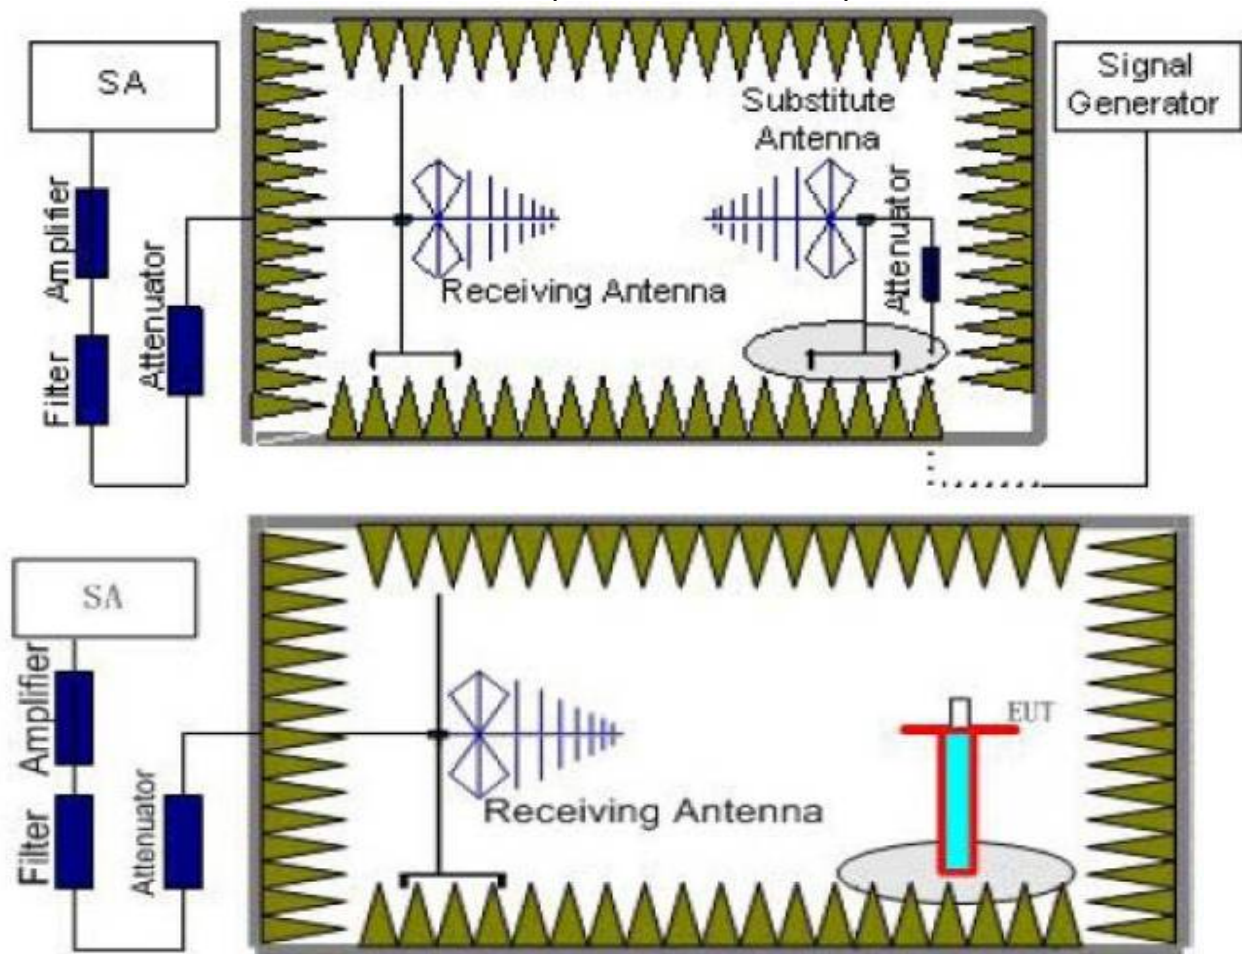 SA
Signal
Generator
Substitute
Antenna
Amplifier
Attenuator
Attenuator
Receiving Antenna
Filter
SA
Amplifier
EUT
Receiving Antenna
Filter
Attenuator